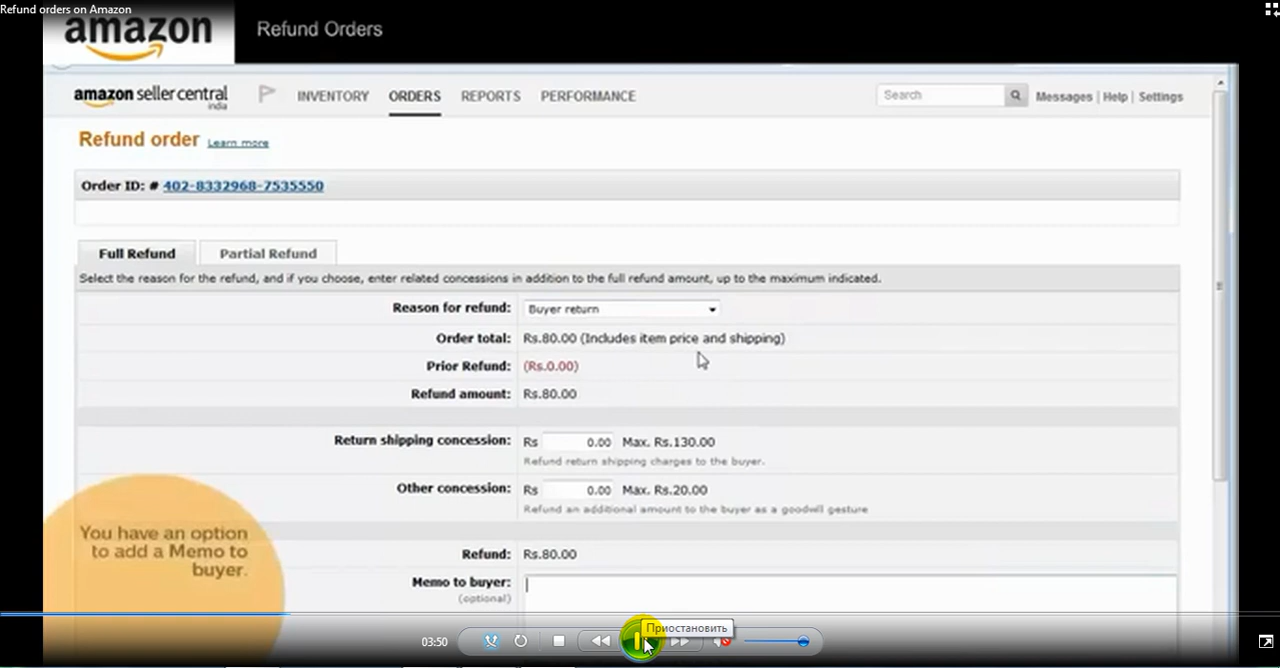 Refund orders on Amazon
amazon
Refund Orders
amazon seller central
india
INVENTORY ORDERS REPORTS PERFORMANCE
Search
Messages | Help | Settings
Refund order Learn more
Order ID: # 402-8332968-7535550
Full Refund Partial Refund
Select the reason for the refund, and if you choose, enter related concessions in addition to the full refund amount, up to the maximum indicated.
Reason for refund: Buyer return
Order total: Rs.80.00 (Includes item price and shipping)
Prior Refund: (Rs.0.00)
Refund amount: Rs.80.00
Return shipping concession: Rs 0.00 Max. Rs.130.00
Refund return shipping charges to the buyer.
Other concession: Rs 0.00 Max. Rs.20.00
Refund an additional amount to the buyer as a goodwill gesture
You have an option
to add a Memo to
buyer.
Refund: Rs.80.00
Memo to buyer:
(optional)
Приостановить
03:50